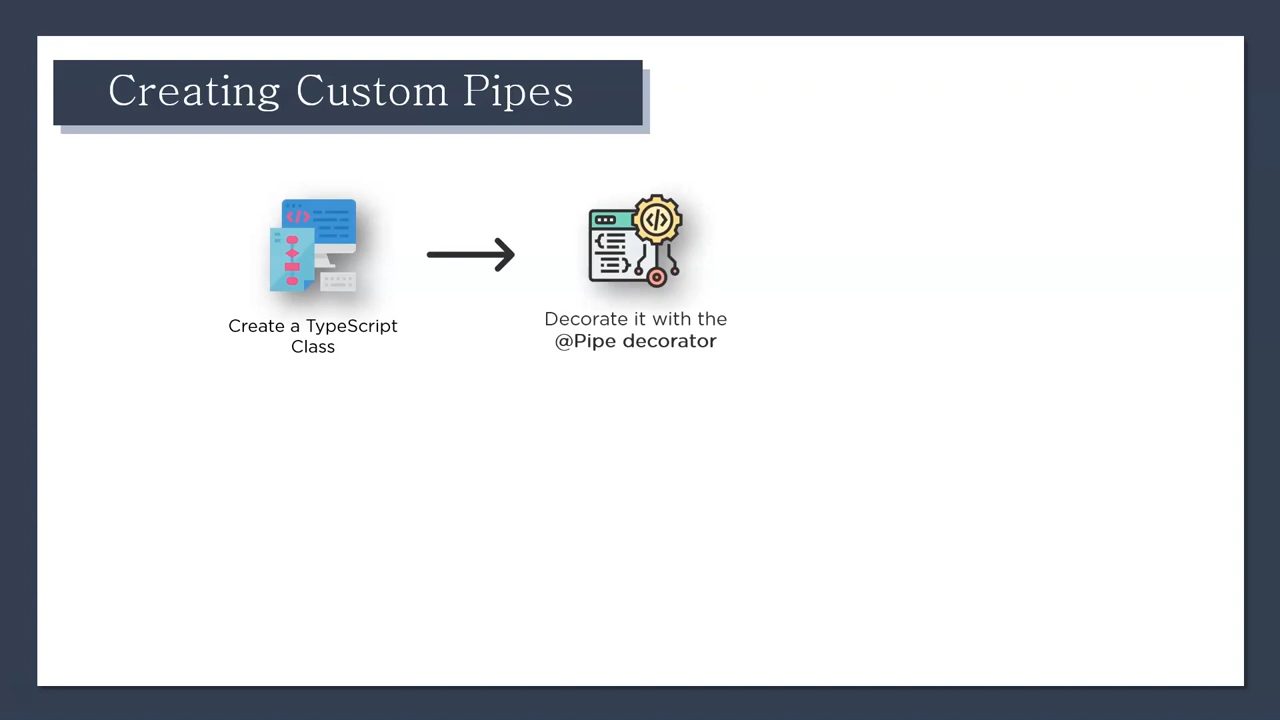 Creating Custom Pipes
Create a TypeScript
Class
Decorate it with the
@Pipe decorator